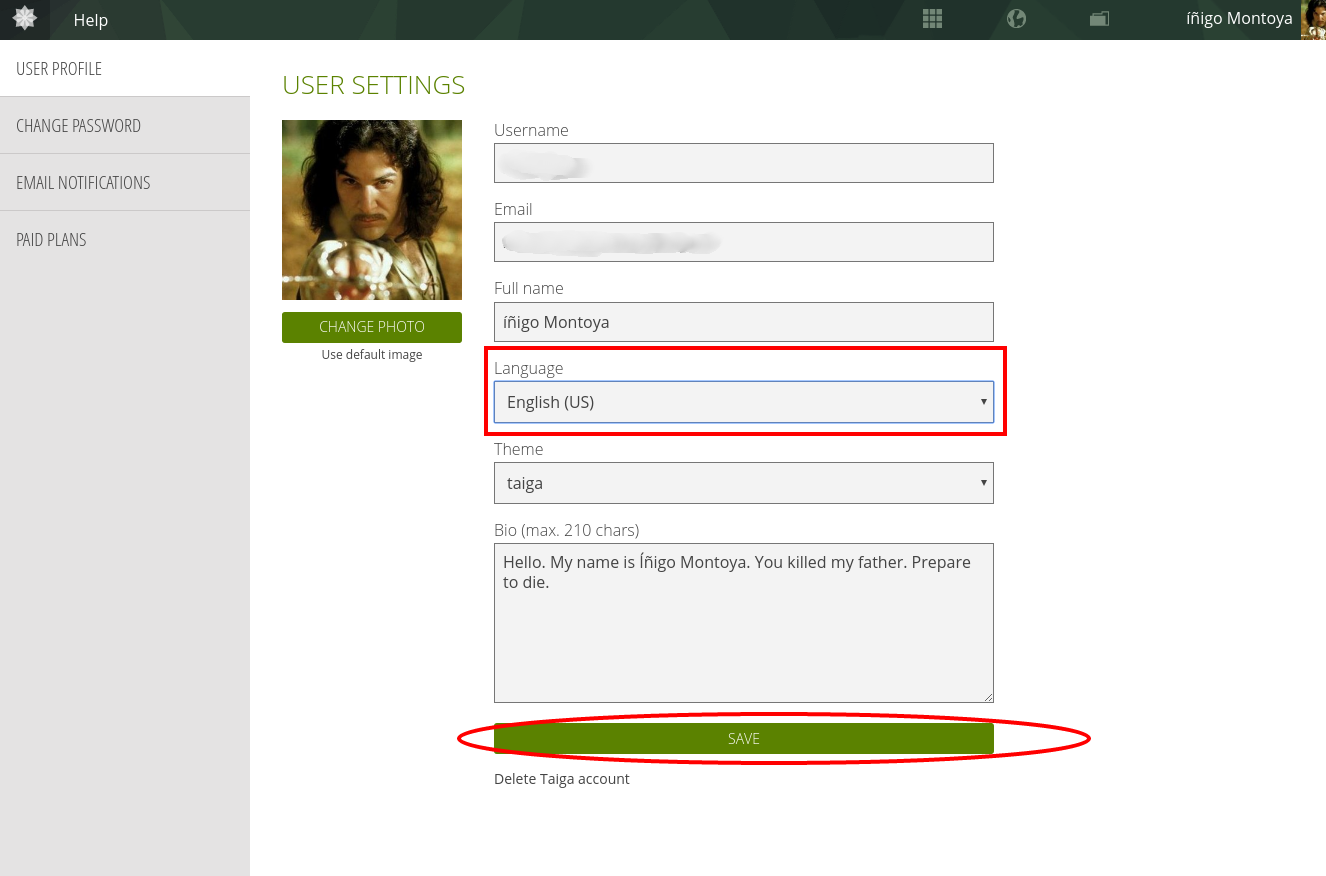 Help
íñigo Montoya
USER PROFILE
CHANGE PASSWORD
EMAIL NOTIFICATIONS
PAID PLANS
USER SETTINGS
CHANGE PHOTO
Use default image
Username
Email
Full name
íñigo Montoya
Language
English (US)
Theme
taiga
Bio (max. 210 chars)
Hello. My name is Íñigo Montoya. You killed my father. Prepare
to die.
SAVE
Delete Taiga account